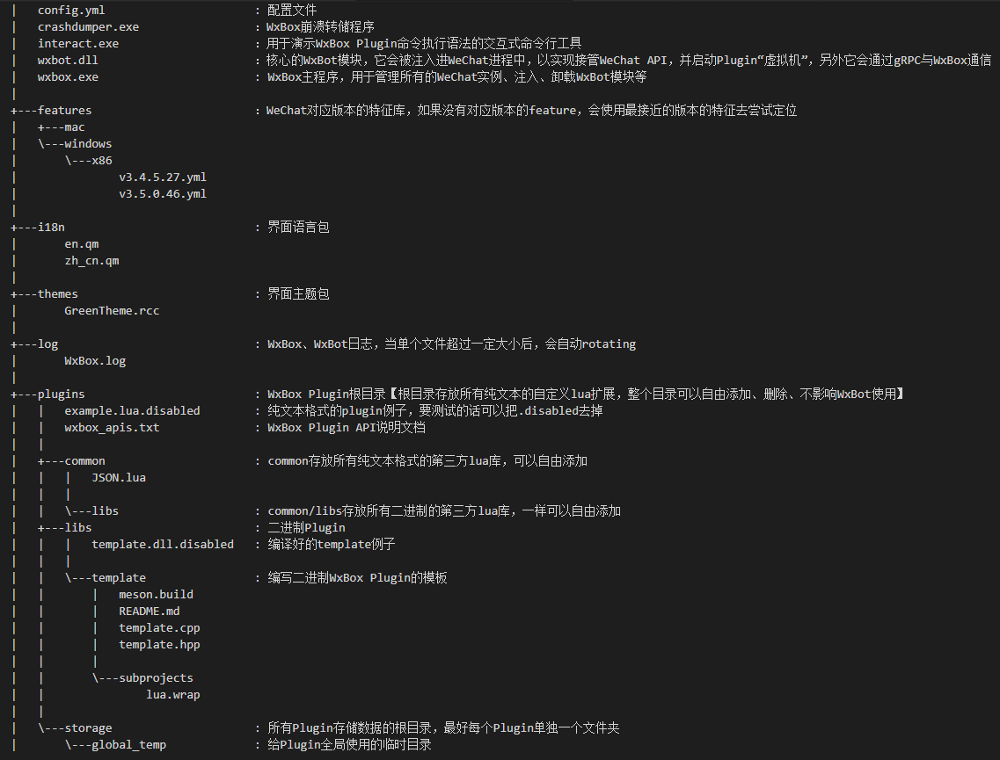 |   config.yml                      : 配置文件
|   crashdumper.exe                 : WxBox崩溃转储程序
|   interact.exe                    : 用于演示WxBox Plugin命令执行语法的交互式命令行工具
|   wxbot.dll                       : 核心的WxBot模块，它会被注入进WeChat进程中，以实现接管WeChat API，并启动Plugin“虚拟机”，另外它会通过gRPC与WxBox通信
|   wxbox.exe                       : WxBox主程序，用于管理所有的WeChat实例、注入、卸载WxBot模块等
|
+---features                        : WeChat对应版本的特征库，如果没有对应版本的feature，会使用最接近的版本的特征去尝试定位
|   +---mac
|   \---windows
|       \---x86
|               v3.4.5.27.yml
|               v3.5.0.46.yml
|
+---i18n                            : 界面语言包
|       en.qm
|       zh_cn.qm
|
+---themes                          : 界面主题包
|       GreenTheme.rcc
|
+---log                             : WxBox、WxBot日志，当单个文件超过一定大小后，会自动rotating
|       WxBox.log
|
+---plugins                         : WxBox Plugin根目录【根目录存放所有纯文本的自定义lua扩展，整个目录可以自由添加、删除、不影响WxBot使用】
|   |   example.lua.disabled        : 纯文本格式的plugin例子，要测试的话可以把.disabled去掉
|   |   wxbox_apis.txt              : WxBox Plugin API说明文档
|   |
|   +---common                      : common存放所有纯文本格式的第三方lua库，可以自由添加
|   |   |   JSON.lua
|   |   |
|   |   \---libs                    : common/libs存放所有二进制的第三方lua库，一样可以自由添加
|   +---libs                        : 二进制Plugin
|   |   |   template.dll.disabled   : 编译好的template例子
|   |   |
|   |   \---template                : 编写二进制WxBox Plugin的模板
|   |       |   meson.build
|   |       |   README.md
|   |       |   template.cpp
|   |       |   template.hpp
|   |       |
|   |       \---subprojects
|   |               lua.wrap
|   |
|   \---storage                     : 所有Plugin存储数据的根目录，最好每个Plugin单独一个文件夹
|       \---global_temp             : 给Plugin全局使用的临时目录